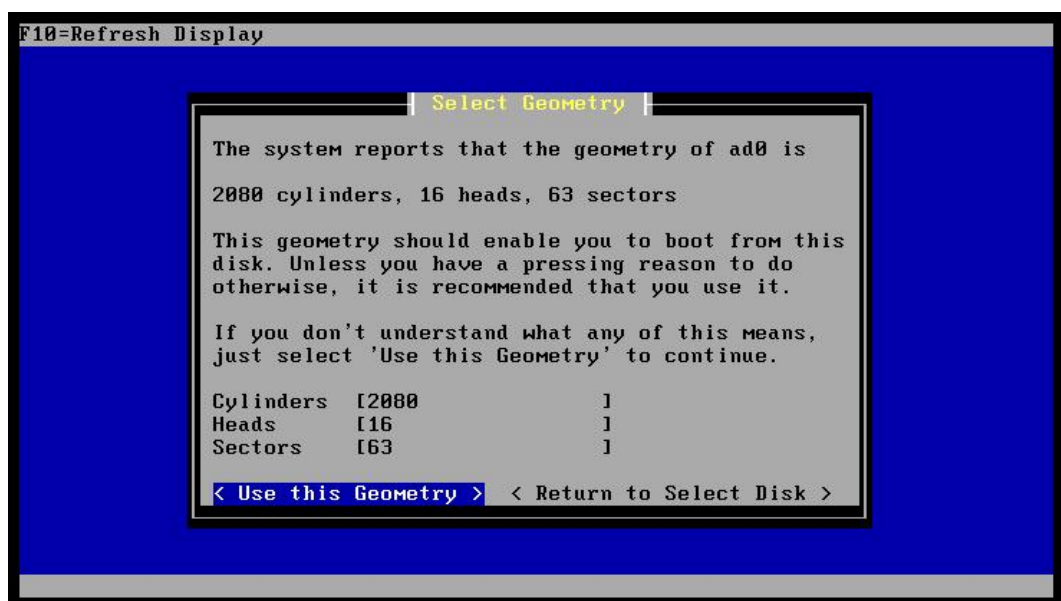 F10=Refresh Display
Select Geometry
The system reports that the geometry of ad0 is
2080 cylinders, 16 heads, 63 sectors
This geometry should enable you to boot from this
disk. Unless you have a pressing reason to do
otherwise, it is recommended that you use it.
If you don't understand what any of this means,
just select 'Use this Geometry' to continue.
Cylinders [2080 ]
Heads [16 ]
Sectors [63 ]
< Use this Geometry > < Return to Select Disk >